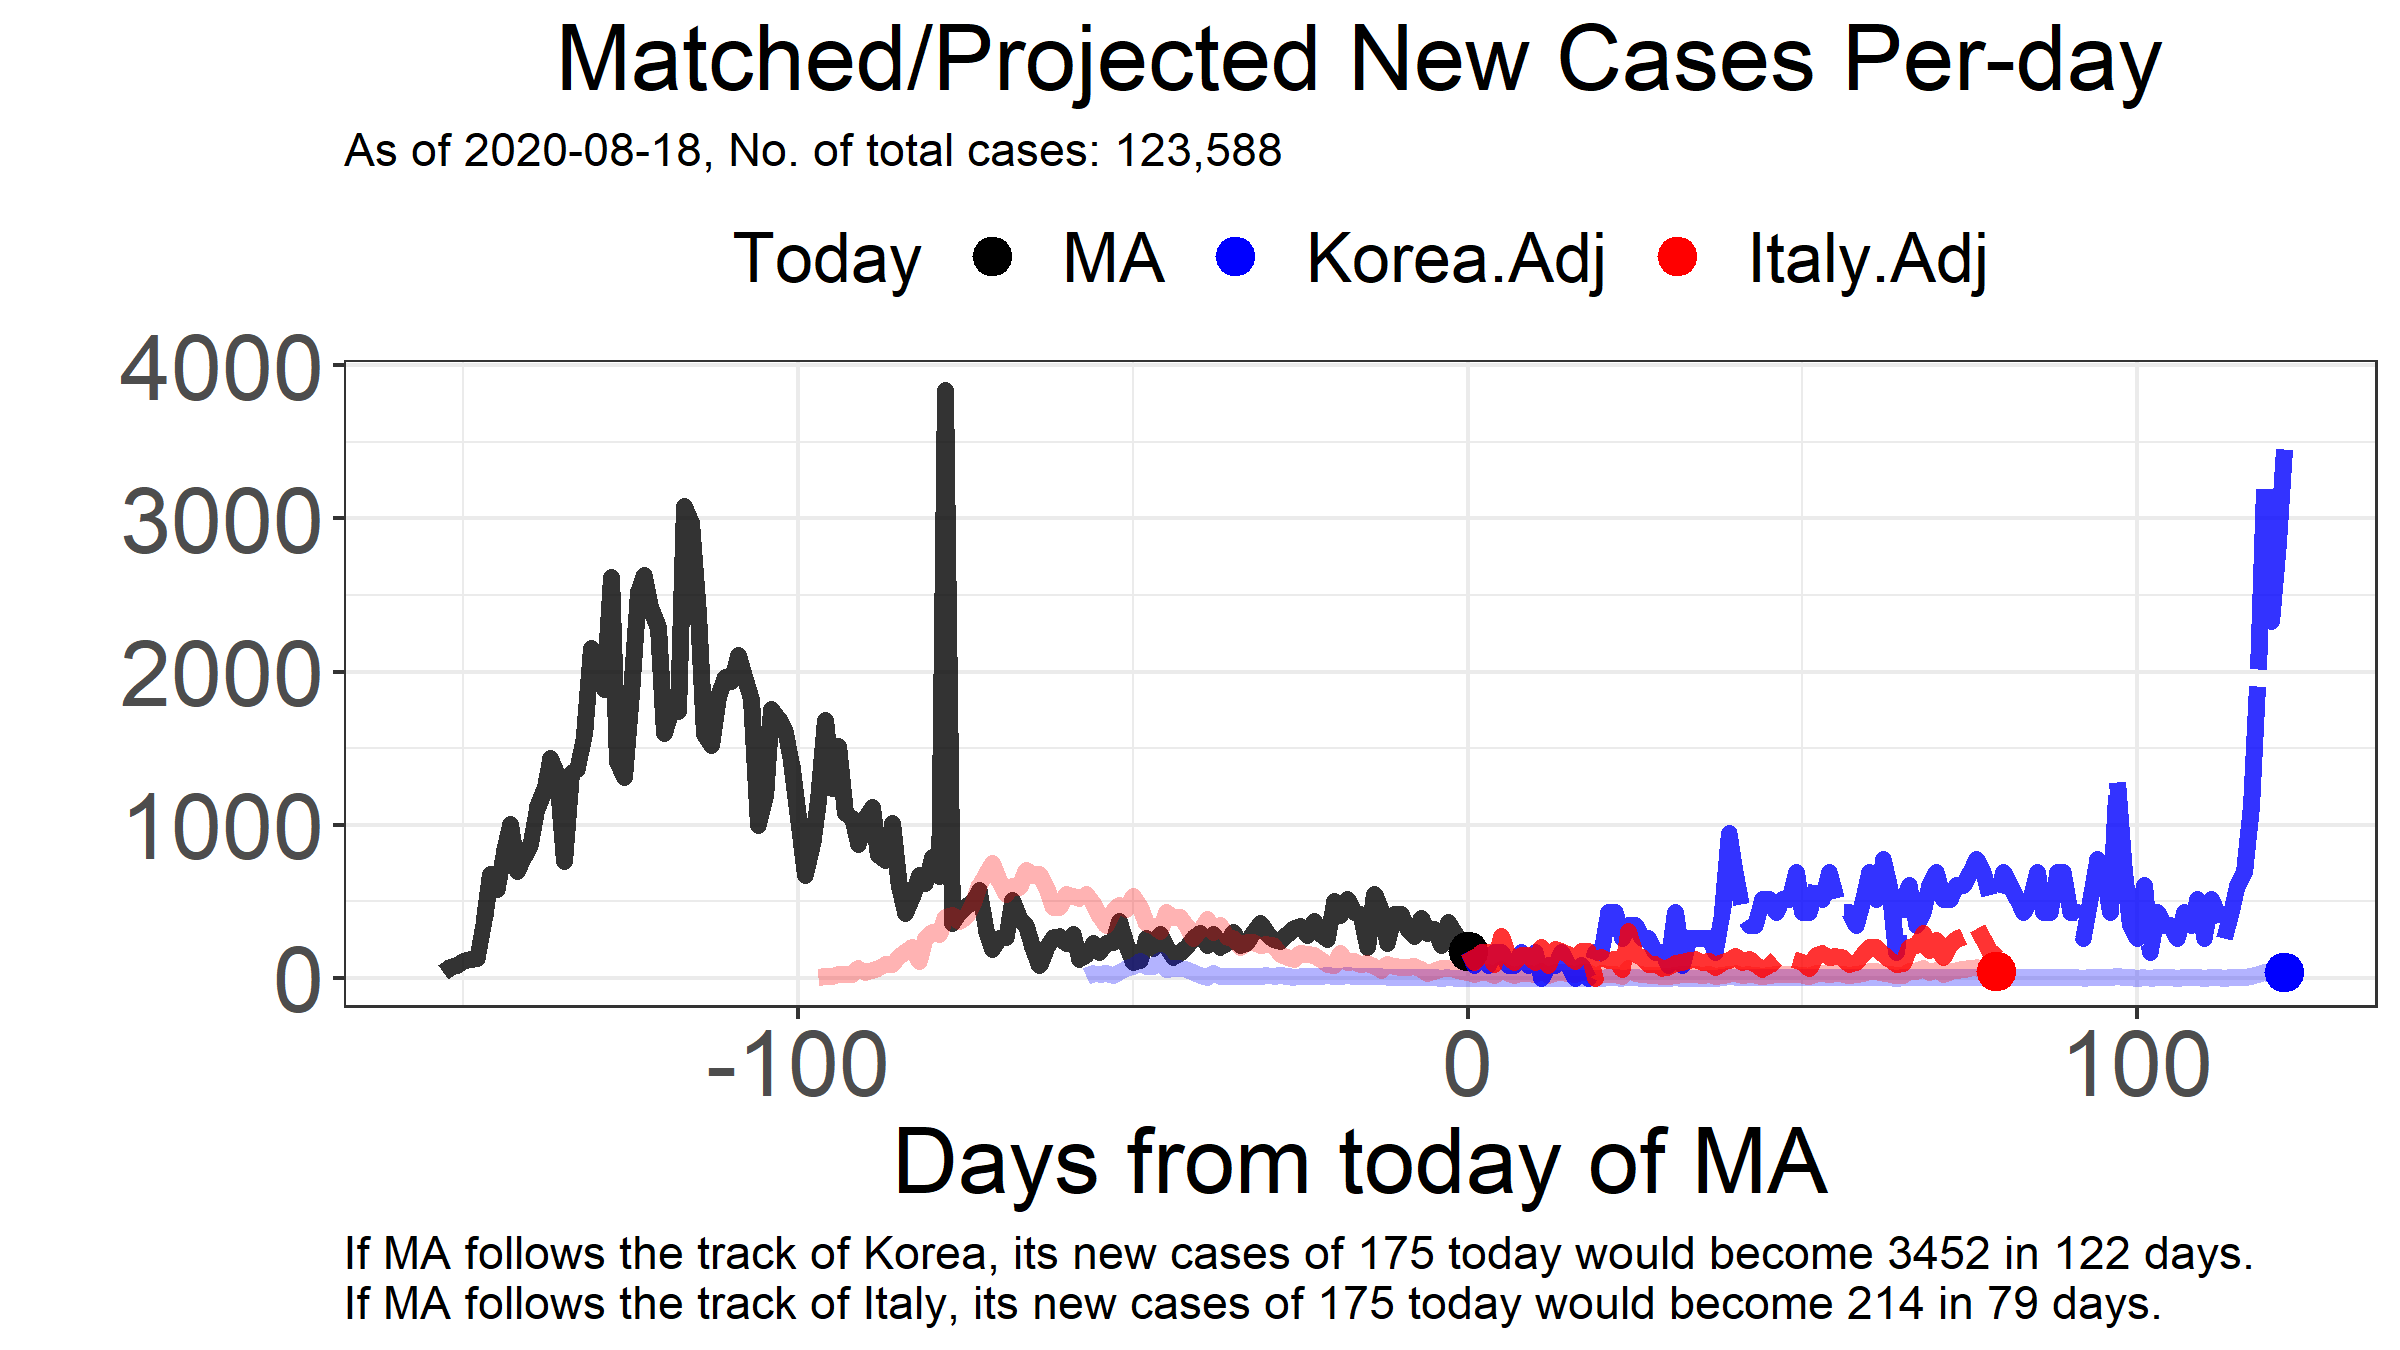 Matched/Projected New Cases Per-day
As of 2020-08-18, No. of total cases: 123,588
Today MA Korea.Adj Italy.Adj
4000
3000
2000
1000
0
-100 0 100
Days from today of MA
If MA follows the track of Korea, its new cases of 175 today would become 3452 in 122 days.
If MA follows the track of Italy, its new cases of 175 today would become 214 in 79 days.